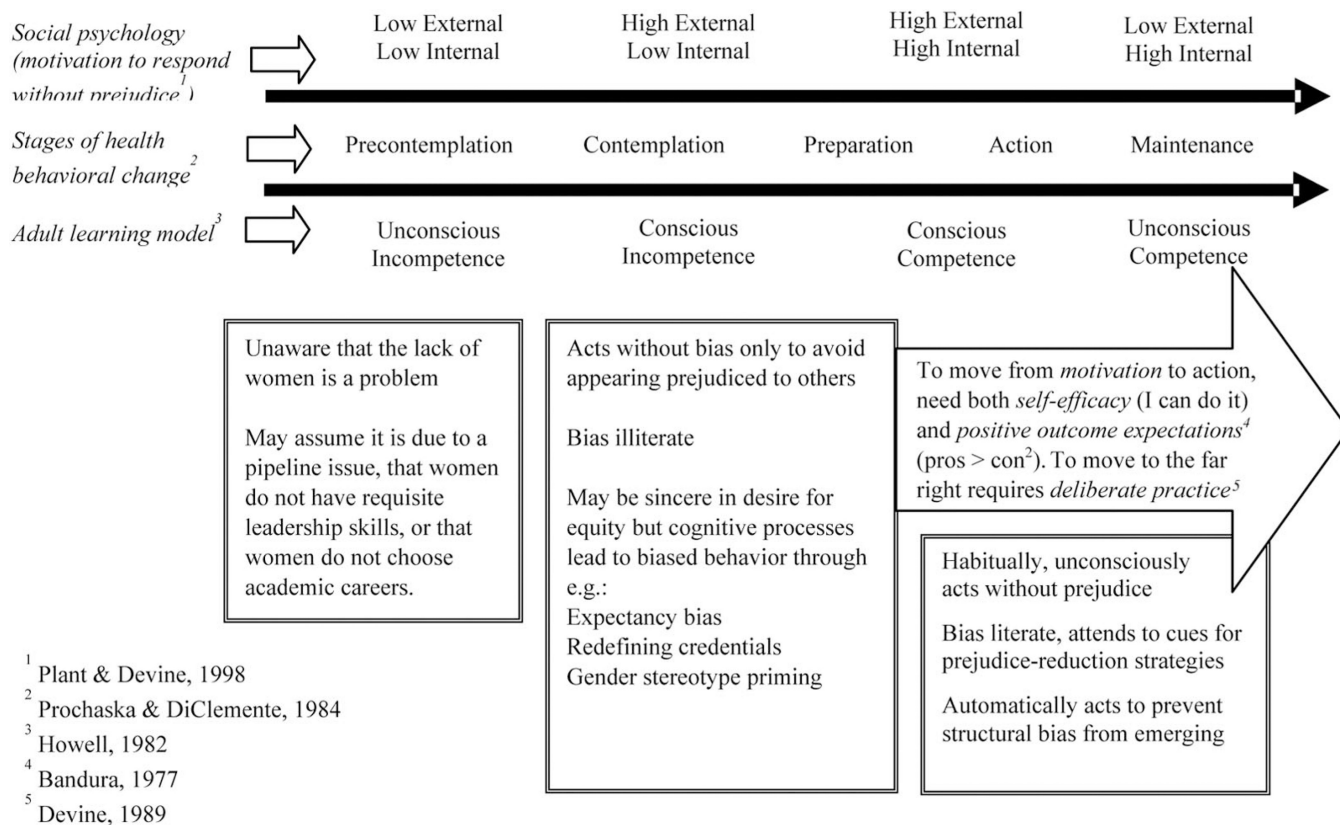 Social psychology
(motivation to respond
without prejudice¹)
Low External
Low Internal
High External
Low Internal
High External
High Internal
Low External
High Internal
Stages of health
behavioral change²
Precontemplation
Contemplation
Preparation
Action
Maintenance
Adult learning model³
Unconscious
Incompetence
Conscious
Incompetence
Conscious
Competence
Unconscious
Competence
Unaware that the lack of
women is a problem
May assume it is due to a
pipeline issue, that women
do not have requisite
leadership skills, or that
women do not choose
academic careers.
Acts without bias only to avoid
appearing prejudiced to others
Bias illiterate
May be sincere in desire for
equity but cognitive processes
lead to biased behavior through
e.g.:
Expectancy bias
Redefining credentials
Gender stereotype priming
To move from motivation to action,
need both self-efficacy (I can do it)
and positive outcome expectations⁴
(pros > con²). To move to the far
right requires deliberate practice⁵
Habitually, unconsciously
acts without prejudice
Bias literate, attends to cues for
prejudice-reduction strategies
Automatically acts to prevent
structural bias from emerging
¹ Plant & Devine, 1998
² Prochaska & DiClemente, 1984
³ Howell, 1982
⁴ Bandura, 1977
⁵ Devine, 1989